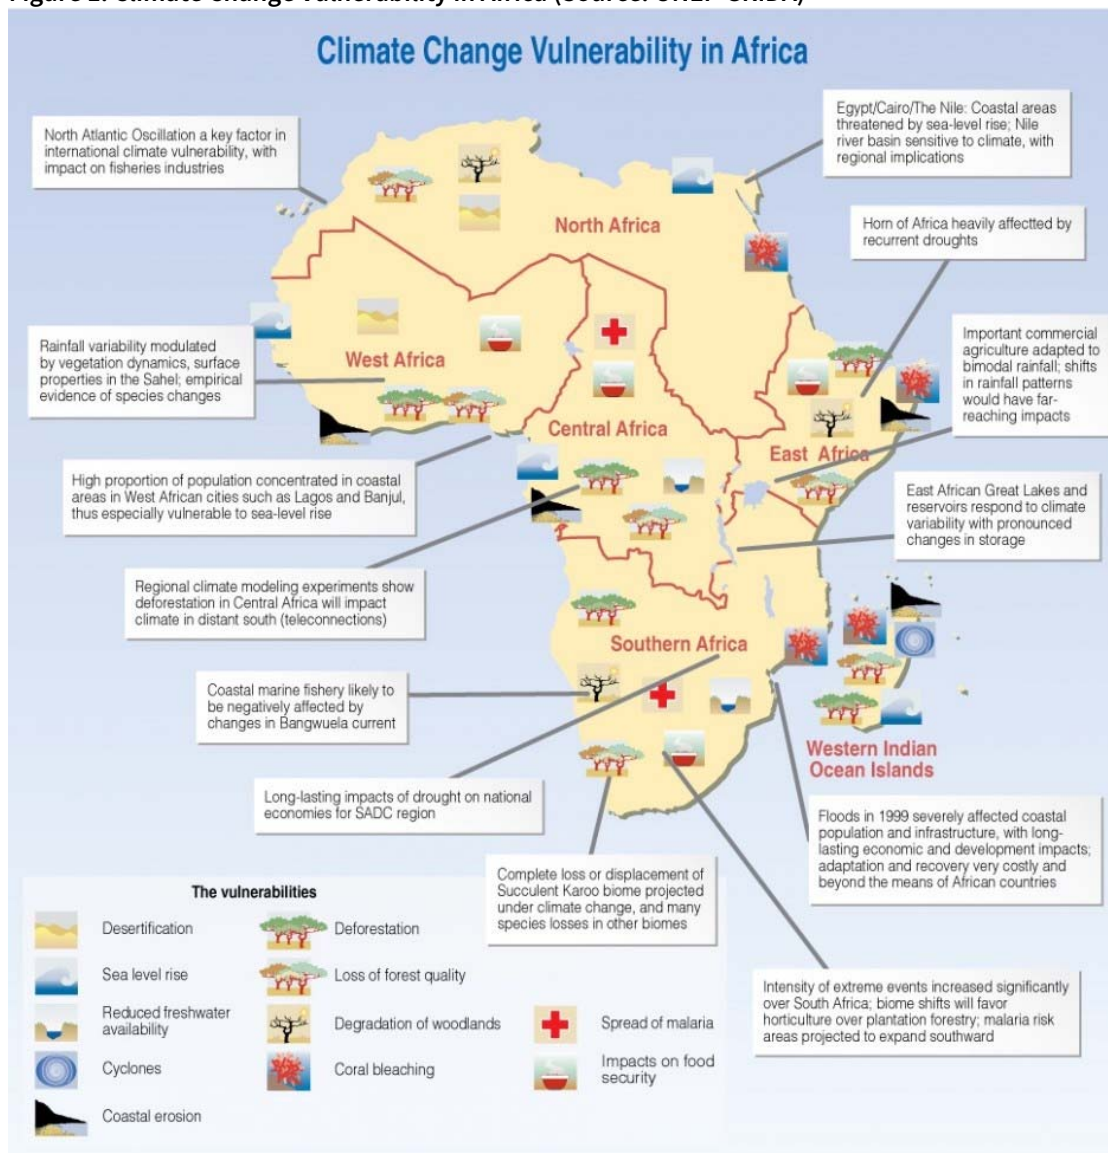 Climate Change Vulnerability in Africa (Source:
Climate Change Vulnerability in Africa
North Atlantic Oscillation a key factor in
international climate vulnerability, with
impact on fisheries industries
Egypt/Cairo/The Nile: Coastal areas
threatened by sea-level rise; Nile
river basin sensitive to climate, with
regional implications
North Africa
Horn of Africa heavily affectted by
recurrent droughts
Rainfall variability modulated
by vegetation dynamics, surface
properties in the Sahel; empirical
evidence of species changes
West Africa
Important commercial
agriculture adapted to
bimodal rainfall; shifts
in rainfall patterns
would have far-
reaching impacts
Central Africa
East Africa
High proportion of population concentrated in coastal
areas in West African cities such as Lagos and Banjul,
thus especially vulnerable to sea-level rise
East African Great Lakes and
reservoirs respond to climate
variability with pronounced
changes in storage
Regional climate modeling experiments show
deforestation in Central Africa will impact
climate in distant south (teleconnections)
Southern Africa
Coastal marine fishery likely to
be negatively affected by
changes in Bangwuela current
Western Indian
Ocean Islands
Long-lasting impacts of drought on national
economies for SADC region
Floods in 1999 severely affected coastal
population and infrastructure, with long-
lasting economic and development impacts;
adaptation and recovery very costly and
beyond the means of African countries
Complete loss or displacement of
Succulent Karoo biome projected
under climate change, and many
species losses in other biomes
Intensity of extreme events increased significantly
over South Africa; biome shifts will favor
horticulture over plantation forestry; malaria risk
areas projected to expand southward
The vulnerabilities
Desertification
Sea level rise
Reduced freshwater
availability
Cyclones
Coastal erosion
Deforestation
Loss of forest quality
Degradation of woodlands
Coral bleaching
Spread of malaria
Impacts on food
security